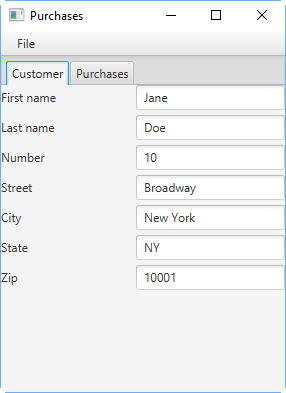 Purchases
File
Customer Purchases
First name Jane
Last name Doe
Number 10
Street Broadway
City New York
State NY
Zip 10001